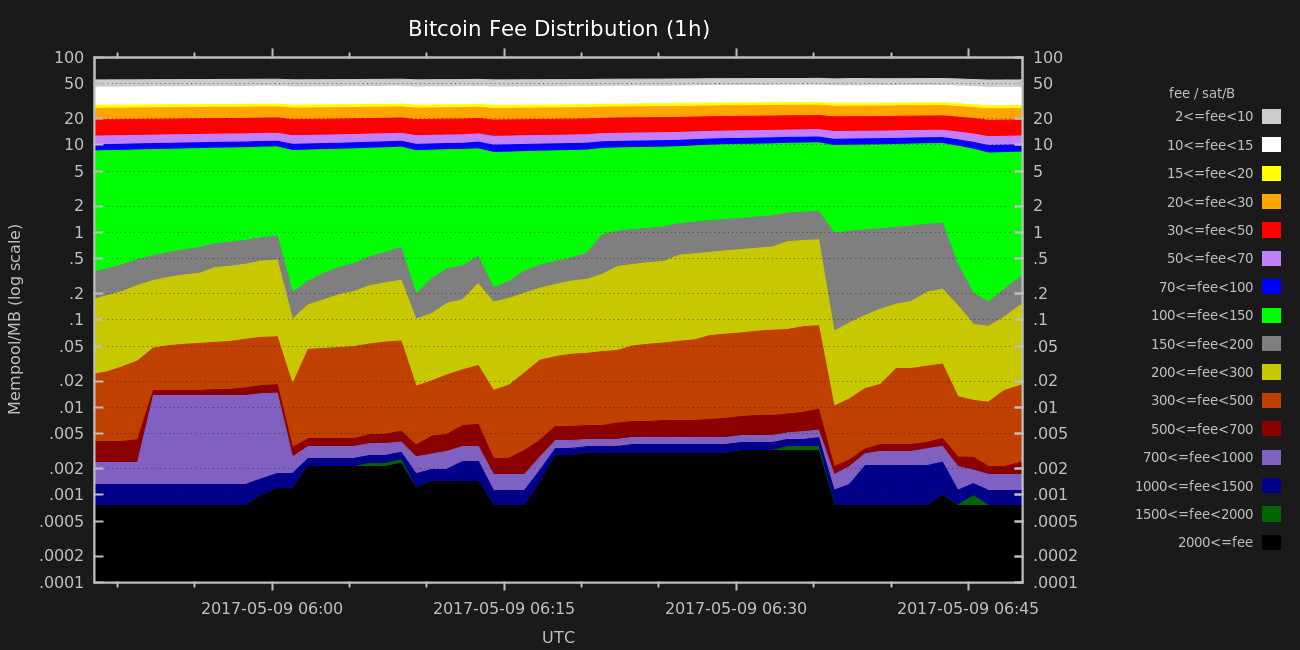 Bitcoin Fee Distribution (1h)
100 100
50 50
20 20
10 10
5 5
2 2
1 1
.5 .5
.2 .2
.1 .1
.05 .05
.02 .02
.01 .01
.005 .005
.002 .002
.001 .001
.0005 .0005
.0002 .0002
.0001 .0001
Mempool/MB (log scale)
2017-05-09 06:00 2017-05-09 06:15 2017-05-09 06:30 2017-05-09 06:45
UTC
fee / sat/B
2<=fee<10
10<=fee<15
15<=fee<20
20<=fee<30
30<=fee<50
50<=fee<70
70<=fee<100
100<=fee<150
150<=fee<200
200<=fee<300
300<=fee<500
500<=fee<700
700<=fee<1000
1000<=fee<1500
1500<=fee<2000
2000<=fee